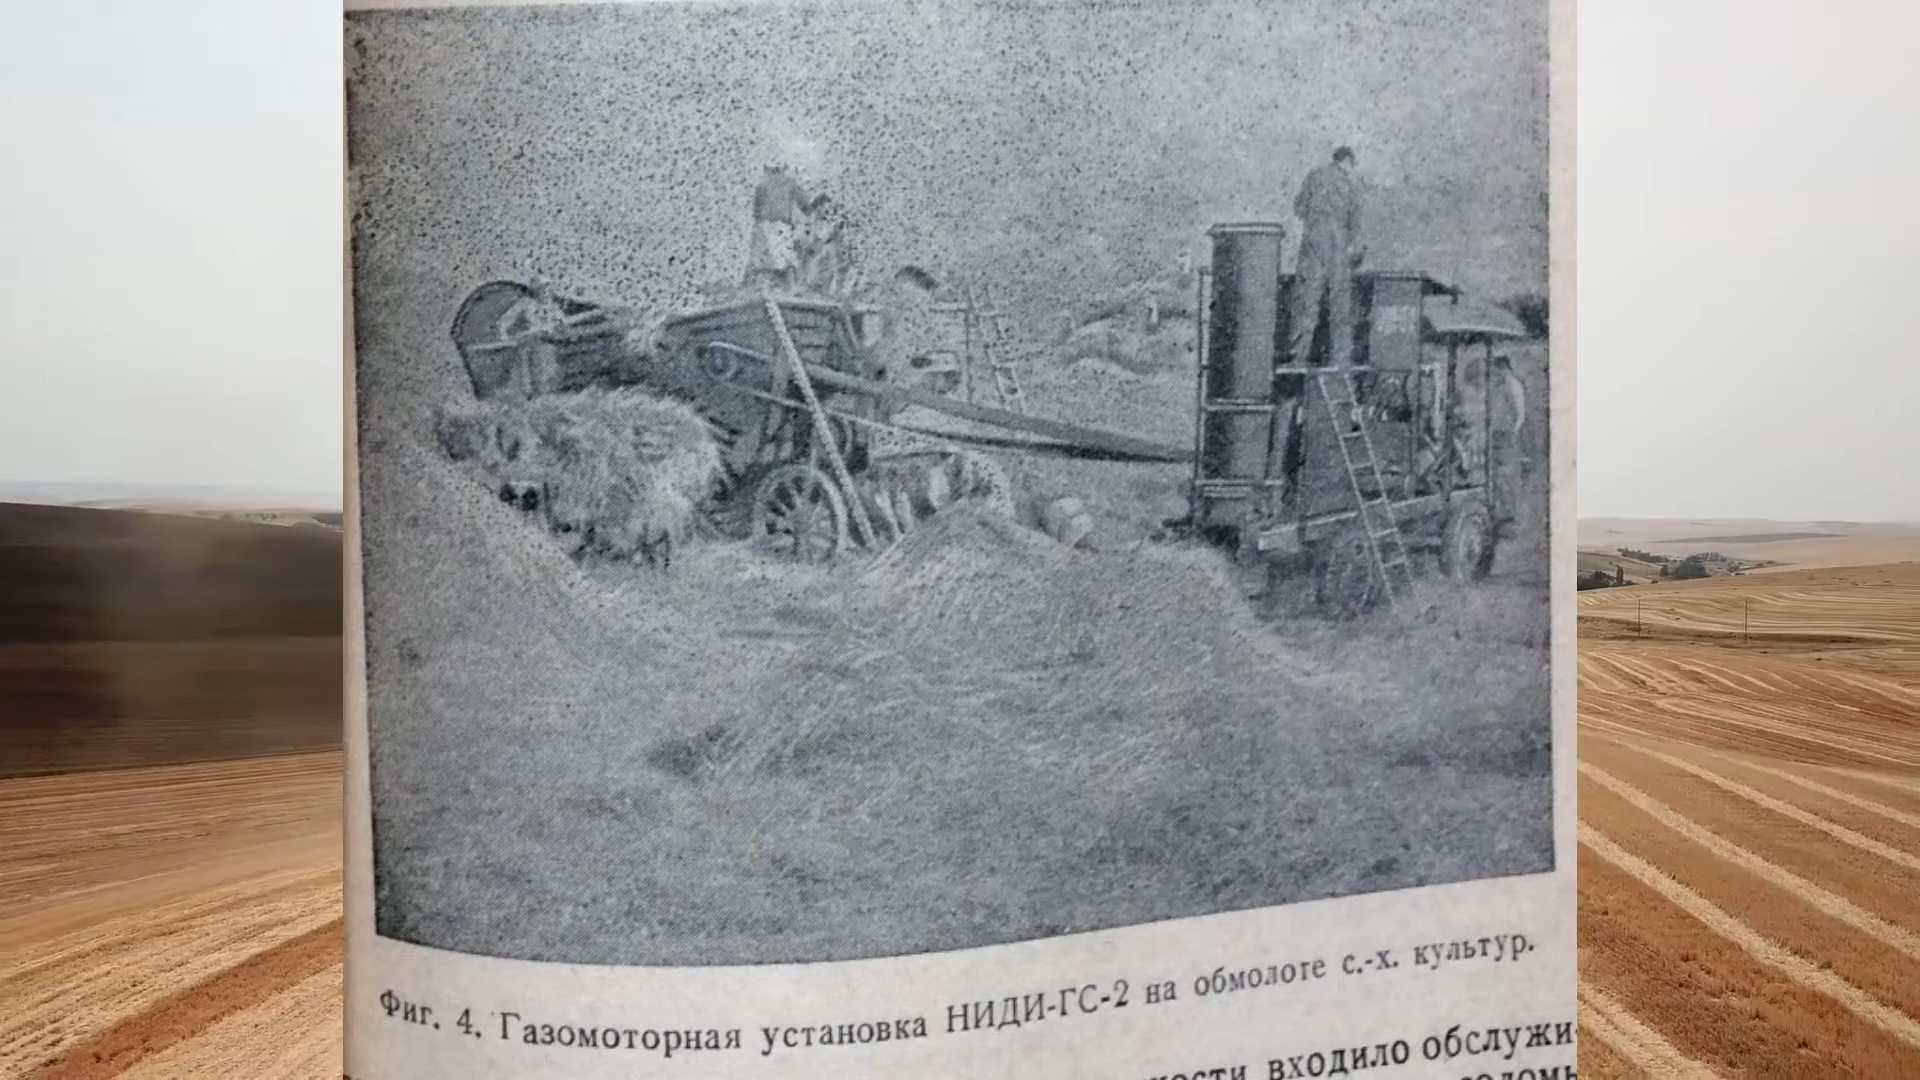 Фиг. 4. Газомоторная установка НИДИ-ГС-2 на обмолоте с.-х. культур.
входило обслужи-